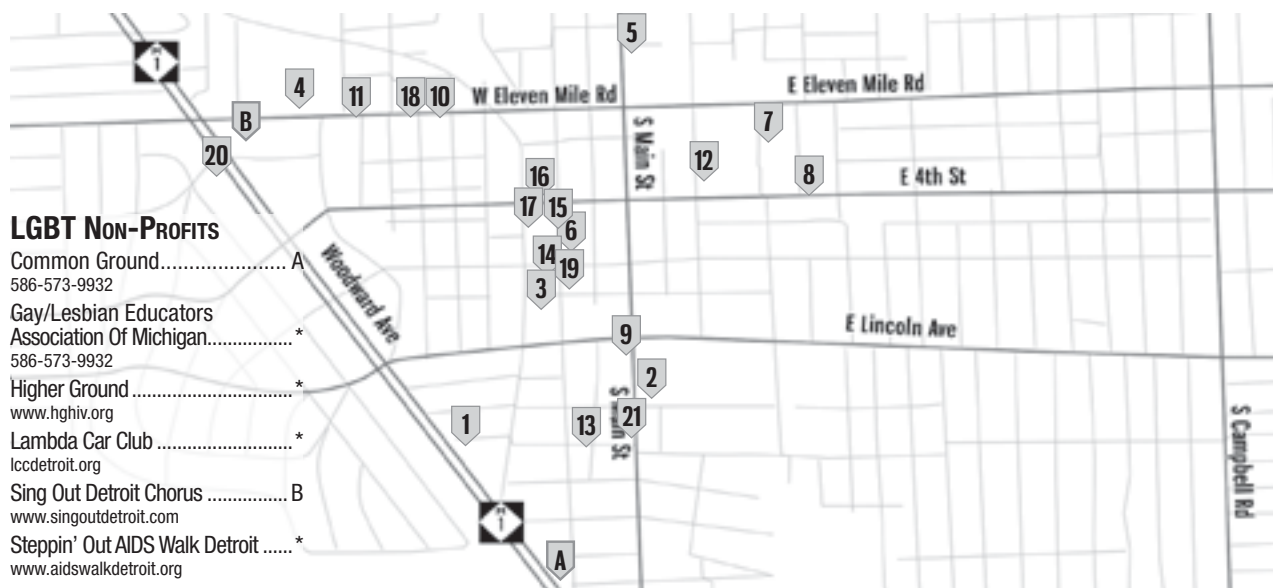 5
M
1
4
11
18
10
W Eleven Mile Rd
E Eleven Mile Rd
B
7
20
S Main St
12
16
8
E 4th St
17
15
6
14
19
3
LGBT NON-PROFITS
Common Ground...................... A
586-573-9932
Gay/Lesbian Educators
Association Of Michigan...............*
586-573-9932
Higher Ground ................................*
www.hghiv.org
Lambda Car Club ...........................*
lccdetroit.org
Sing Out Detroit Chorus ................ B
www.singoutdetroit.com
Steppin' Out AIDS Walk Detroit ......*
www.aidswalkdetroit.org
Woodward Ave
9
E Lincoln Ave
2
1
13
21
S Main St
S Campbell Rd
M
1
A